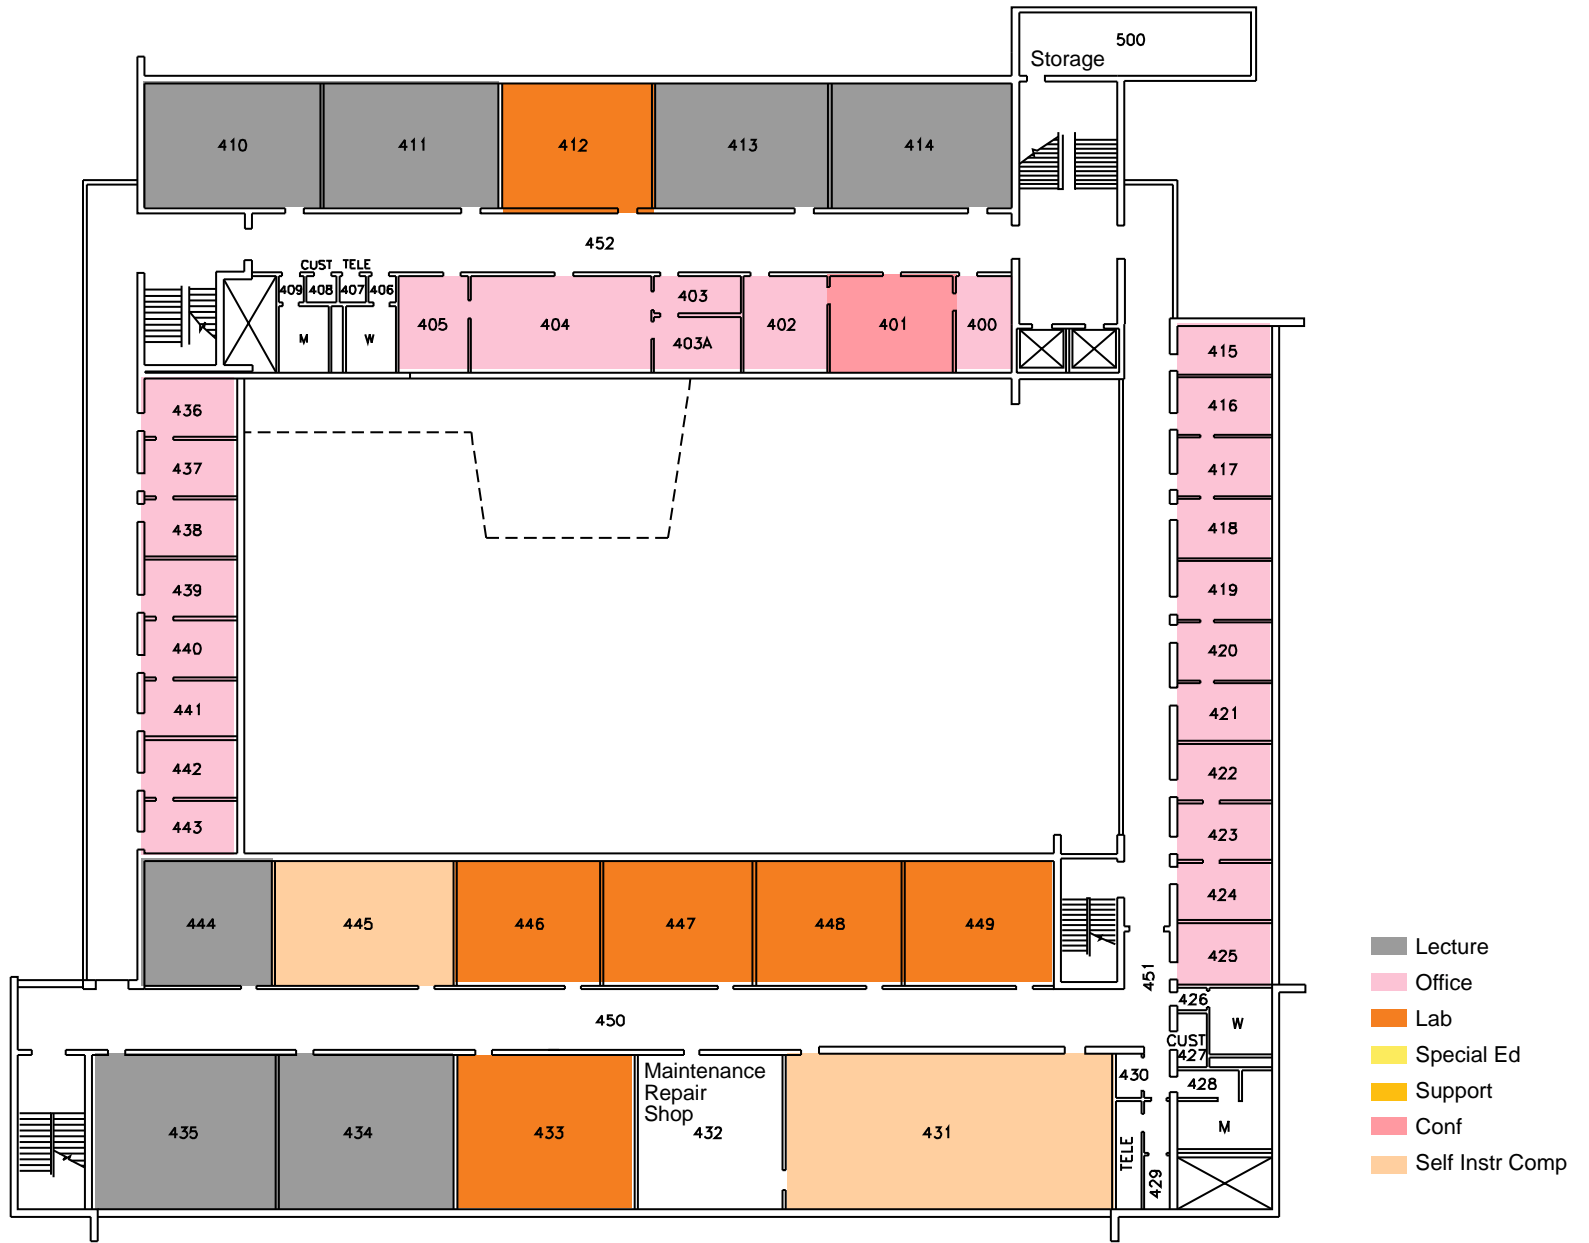 500
Storage
410 411 412 413 414
452
CUST TELE
409 408 407 406
403
405 404 402 401 400
M W 403A
415
436 416
437 417
438 418
439 419
440 420
441 421
442 422
443 423
424
444 445 446 447 448 449
425
451
426
450 W
CUST
427
Maintenance
Repair
Shop
430
428
435 434 433 432 431
M
TELE
429
Lecture
Office
Lab
Special Ed
Support
Conf
Self Instr Comp